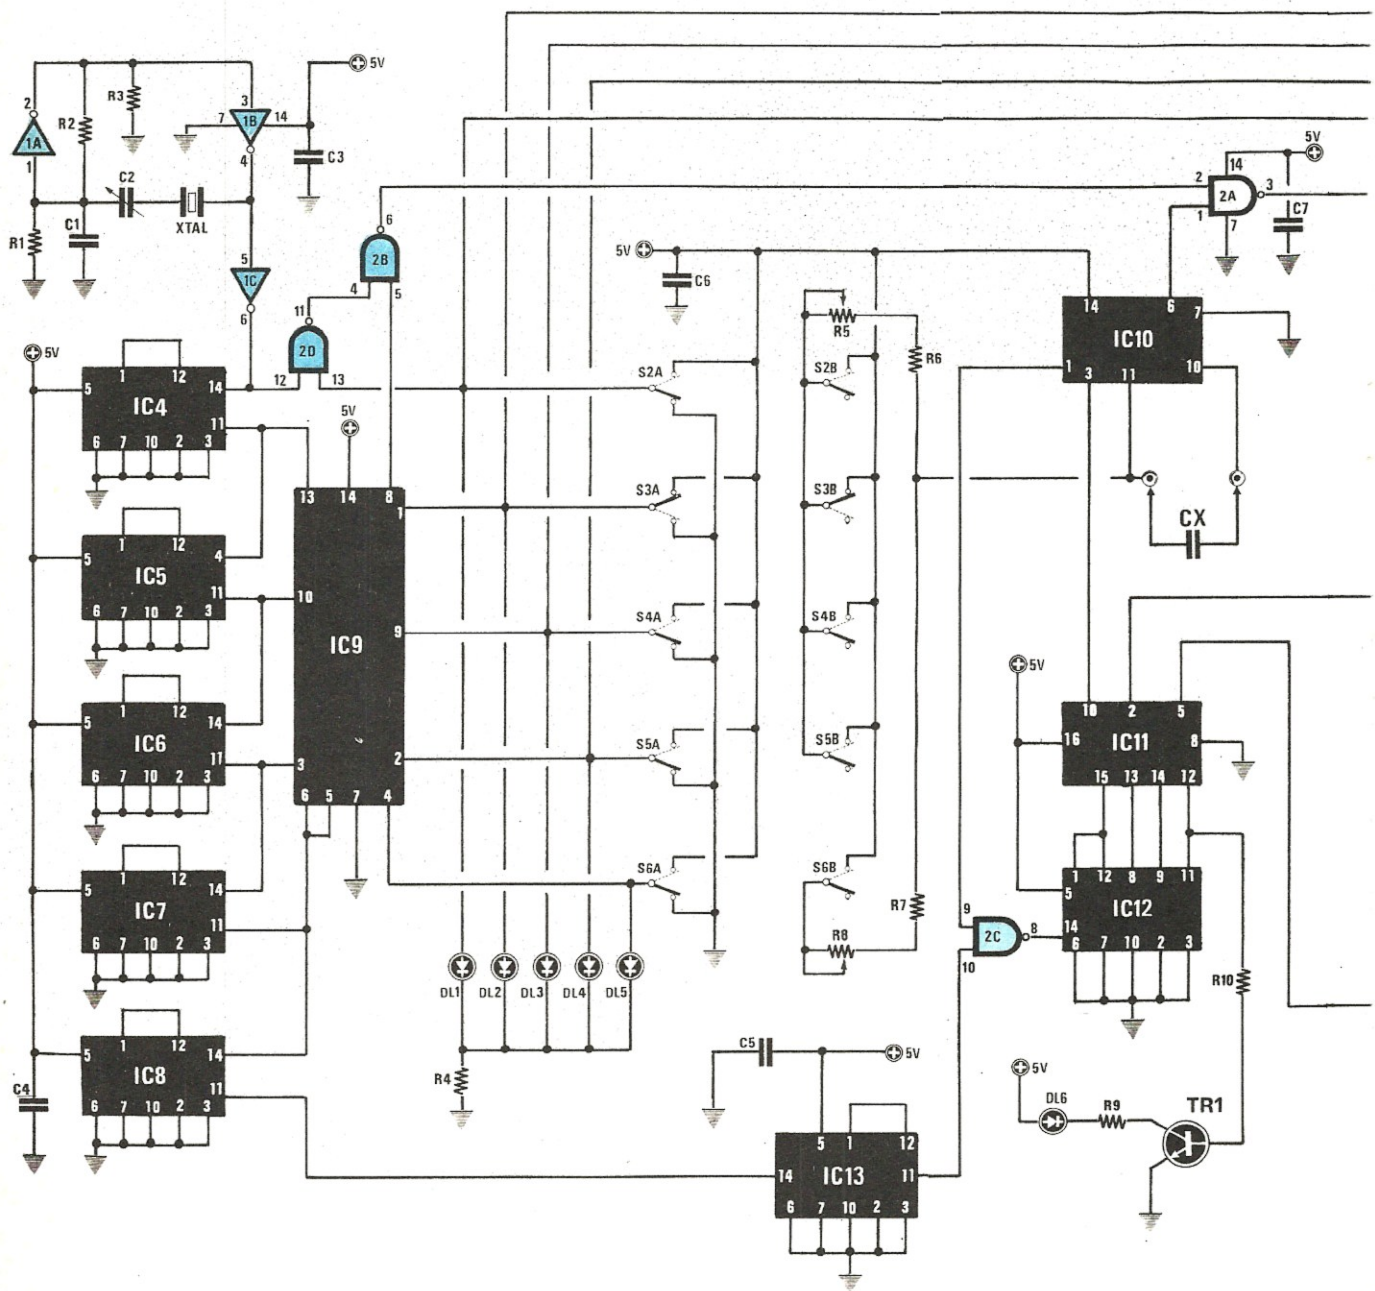 5V
2 R3 3
R2 7 1B 14
1A
1 4 C3
C2
R1 C1 XTAL
5
1C
6
6
2B
4 5
11
2D
12 13
5V
14
2 3
2A
1 7 C7
5V
C6
5V
5 1 12 14
IC4
11
6 7 10 2 3
5V
5 1 12 4
IC5
11
6 7 10 2 3
5 1 12 14
IC6
11
6 7 10 2 3
5 1 12 14
IC7
11
6 7 10 2 3
5 1 12 14
IC8
11
6 7 10 2 3
C4
13 14 8
1
10
IC9 9
3 2
6 5 7 4
S2A
S3A
S4A
S5A
S6A
R5
R6
S2B
S3B
S4B
S5B
S6B
R7
R8
DL1 DL2 DL3 DL4 DL5
R4
14 6 7
IC10
1 3 11 10
CX
5V
10 2 5
16 IC11 8
15 13 14 12
1 12 8 9 11
5 IC12
14
6 7 10 2 3
9
2C 8
10
R10
C5 5V
5 1 12
14 IC13 11
6 7 10 2 3
5V
DL6 R9 TR1